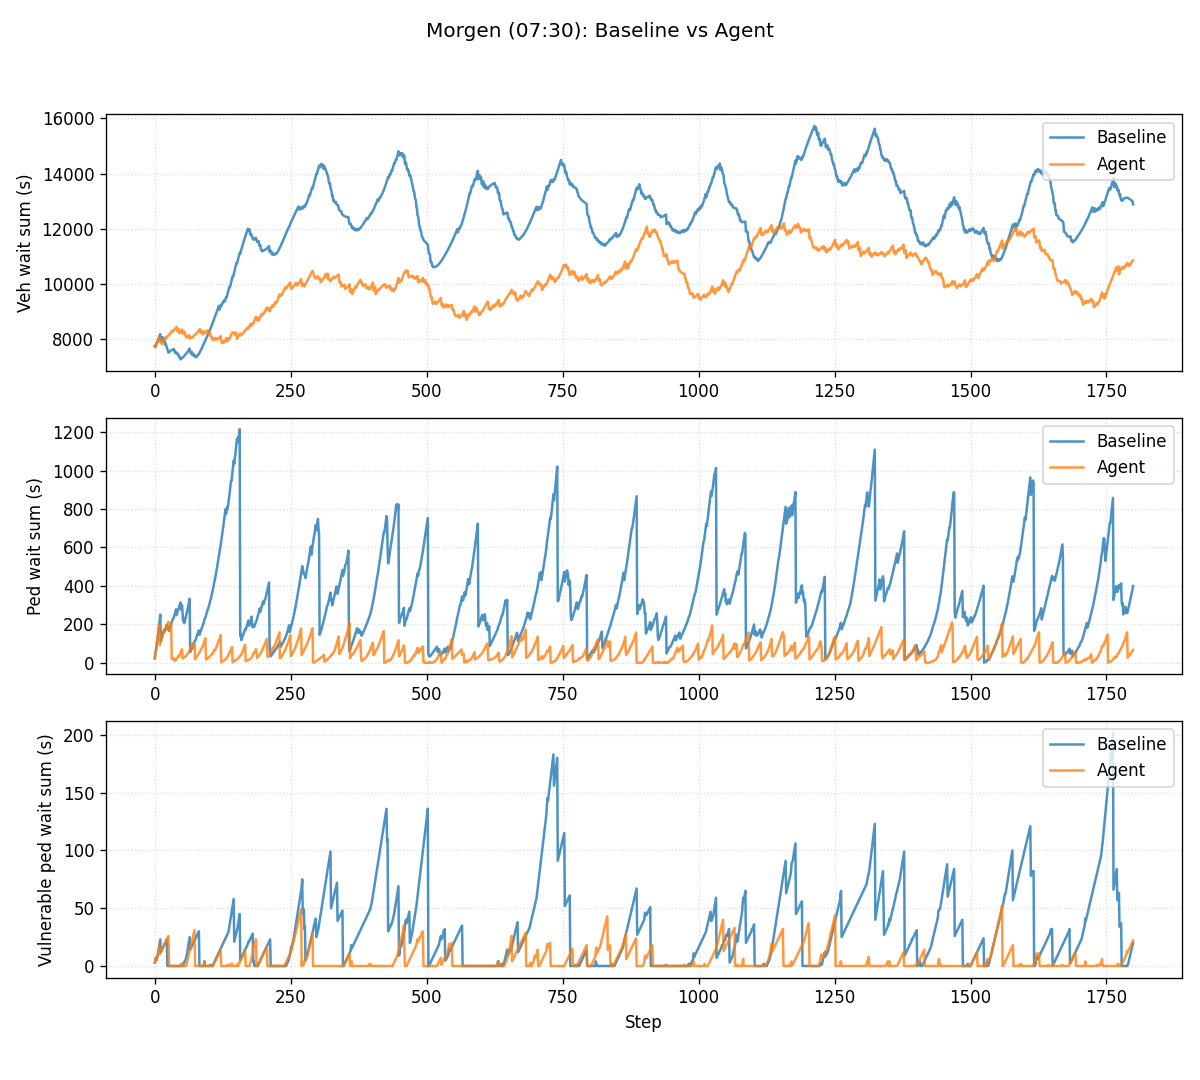 Morgen (07:30): Baseline vs Agent
Veh wait sum (s)
16000
14000
12000
10000
8000
Baseline
Agent
0 250 500 750 1000 1250 1500 1750
Ped wait sum (s)
1200
1000
800
600
400
200
0
Baseline
Agent
0 250 500 750 1000 1250 1500 1750
Vulnerable ped wait sum (s)
200
150
100
50
0
Baseline
Agent
0 250 500 750 1000 1250 1500 1750
Step